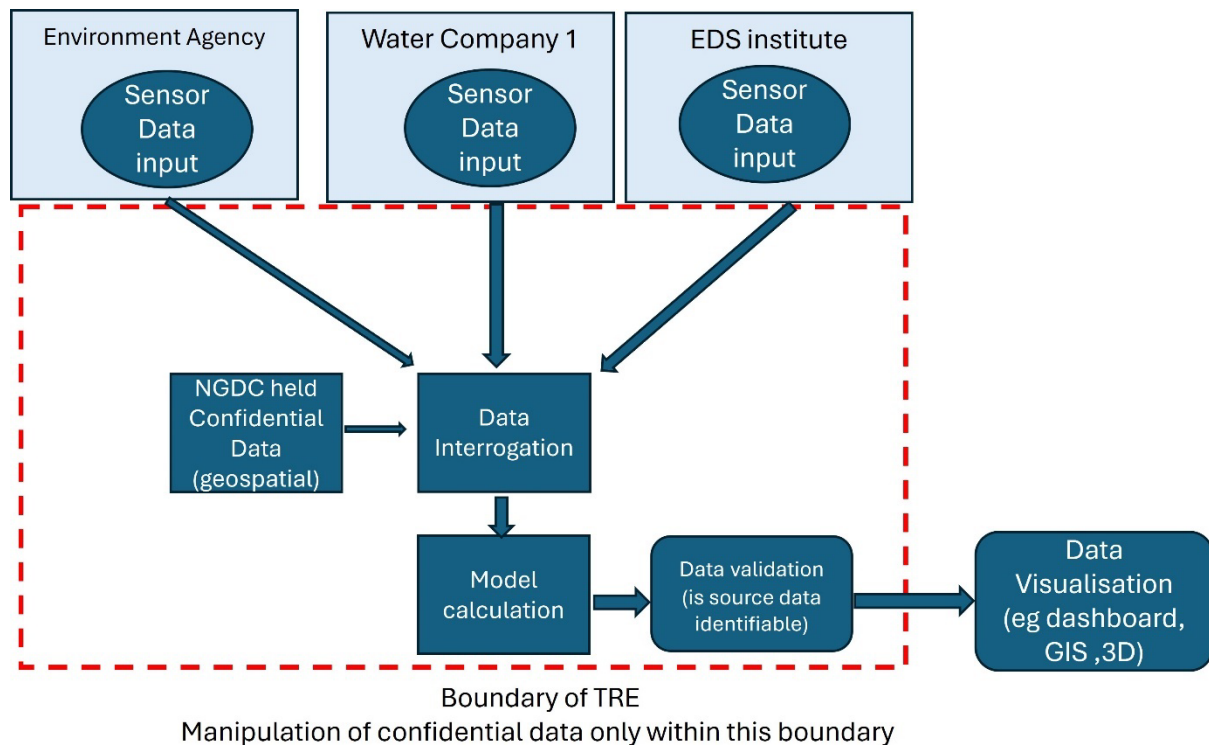 Environment Agency
Sensor
Data
input
Water Company 1
Sensor
Data
input
EDS institute
Sensor
Data
input
NGDC held
Confidential
Data
(geospatial)
Data
Interrogation
Model
calculation
Data validation
(is source data
identifiable)
Data
Visualisation
(eg dashboard,
GIS ,3D)
Boundary of TRE
Manipulation of confidential data only within this boundary